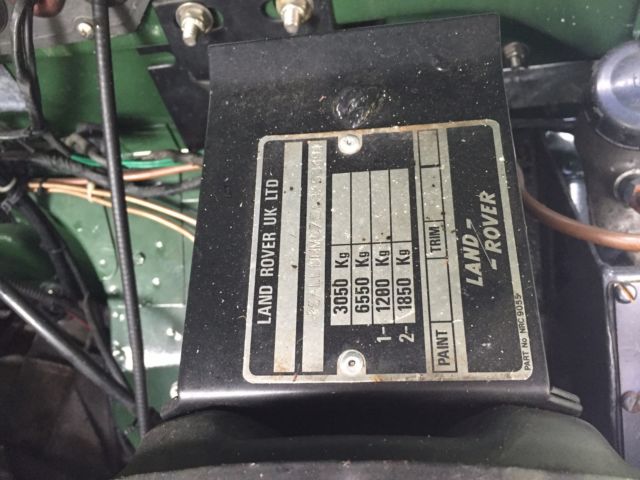 LAND ROVER UK LTD
3050 Kg
6550 Kg
1- 1200 Kg
2- 1850 Kg
PAINT
TRIM
LAND-
-ROVER
PART No NRC 9055